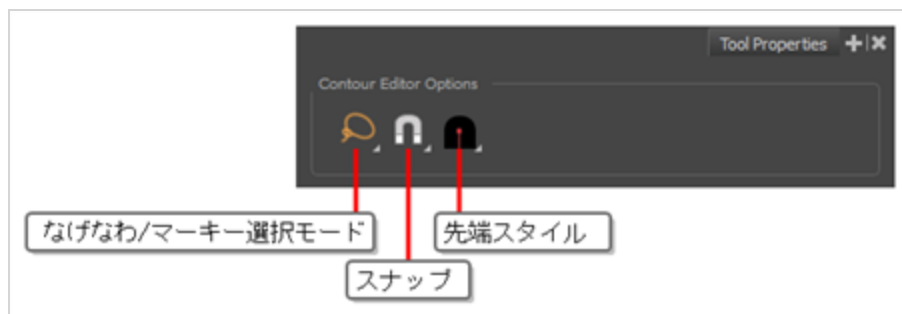 Tool Properties
Contour Editor Options
なげなわ/マーキー選択モード
先端スタイル
スナップ